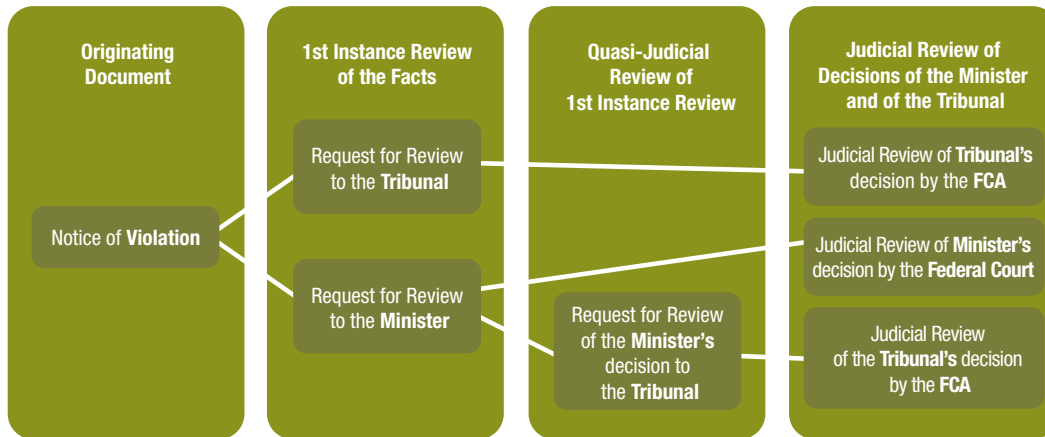 Originating
Document
Notice of Violation
1st Instance Review
of the Facts
Request for Review
to the Tribunal
Request for Review
to the Minister
Quasi-Judicial
Review of
1st Instance Review
Request for Review
of the Minister’s
decision to
the Tribunal
Judicial Review of
Decisions of the Minister
and of the Tribunal
Judicial Review of Tribunal’s
decision by the FCA
Judicial Review of Minister’s
decision by the Federal Court
Judicial Review
of the Tribunal’s decision
by the FCA